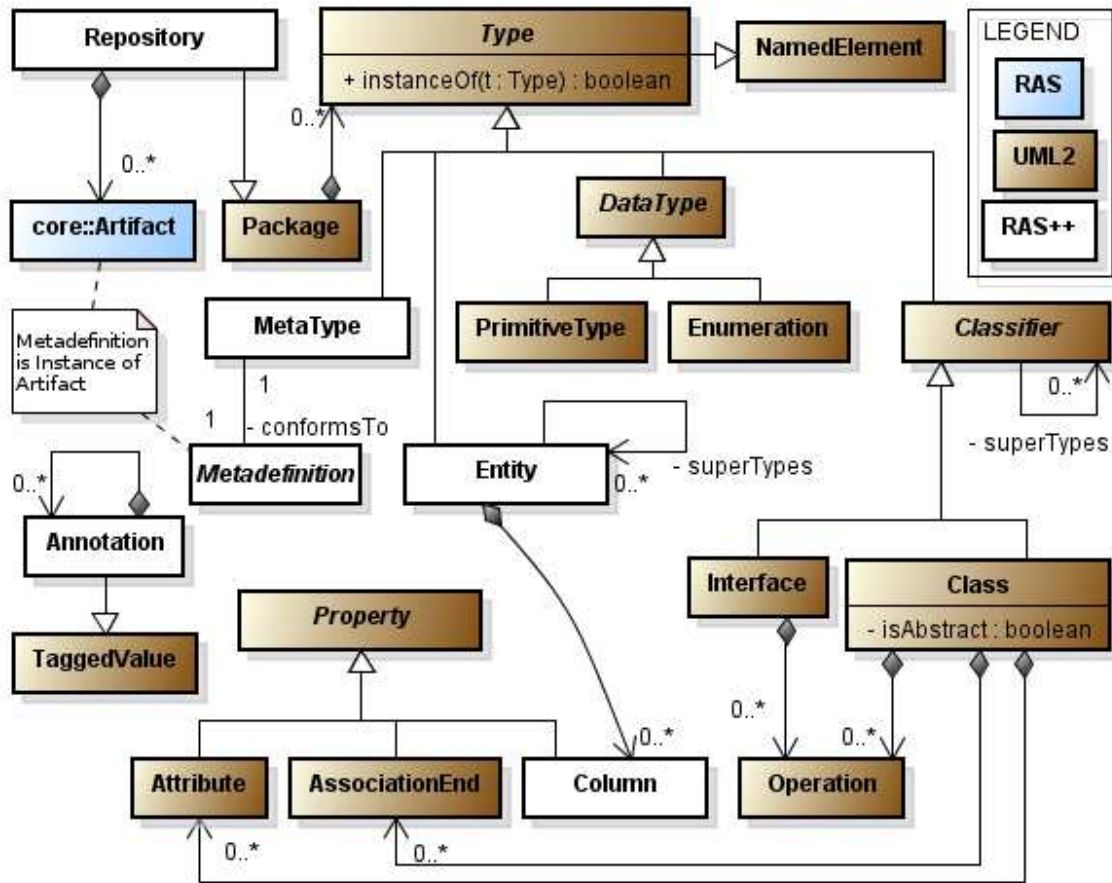 Repository
Type
+ instanceOf(t : Type) : boolean
NamedElement
LEGEND
RAS
UML2
RAS++
0..*
0..*
core::Artifact
Package
DataType
MetaType
PrimitiveType
Enumeration
Classifier
Metadefinition
is Instance of
Artifact
1
0..*
1
- conformsTo
- superTypes
Metadefinition
Entity
0..*
- superTypes
0..*
Annotation
Interface
Class
- isAbstract : boolean
Property
TaggedValue
0..*
0..*
0..*
Attribute
AssociationEnd
Column
Operation
0..*
0..*